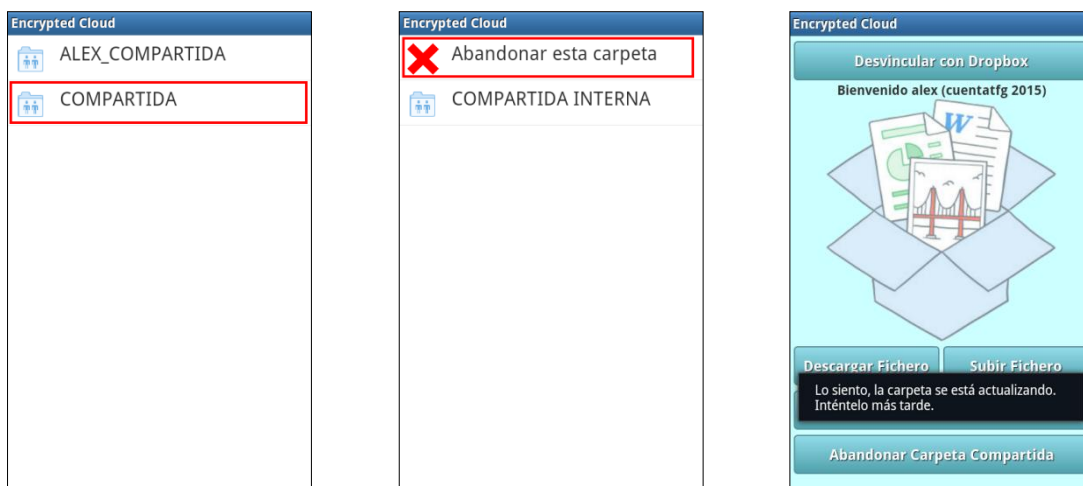 Encrypted Cloud
ALEX_COMPARTIDA
COMPARTIDA
Encrypted Cloud
Abandonar esta carpeta
COMPARTIDA INTERNA
Encrypted Cloud
Desvincular con Dropbox
Bienvenido alex (cuentatfg 2015)
W
Descargar Fichero
Subir Fichero
Lo siento, la carpeta se está actualizando.
Inténtelo más tarde.
Abandonar Carpeta Compartida